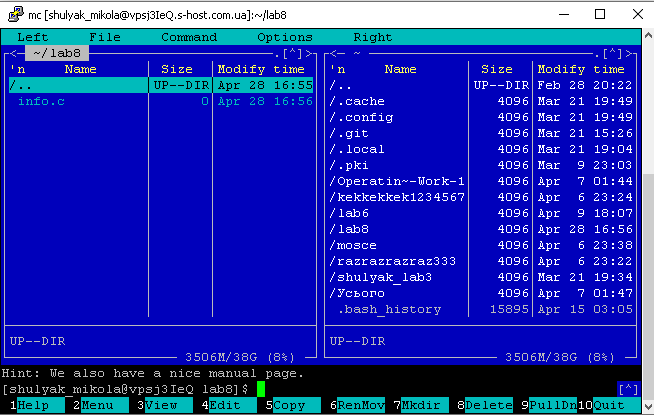 mc [shulyak_mikola@vpsj3IeQ.s-host.com.ua]:~/lab8
Left File Command Options Right
<─ ~/lab8 ─.[^]> <─ ~ ─.[^]>
'n Name Size Modify time 'n Name Size Modify time
/.. UP--DIR Apr 28 16:55 /.. UP--DIR Feb 28 20:22
info.c 0 Apr 28 16:56 /.cache 4096 Mar 21 19:49
/.config 4096 Mar 21 19:49
/.git 4096 Mar 21 15:26
/.local 4096 Mar 21 19:04
/.pki 4096 Mar 9 23:03
/Operatin~-Work-1 4096 Apr 7 01:44
/kekkekkek1234567 4096 Apr 6 23:24
/lab6 4096 Apr 9 18:07
/lab8 4096 Apr 28 16:56
/mosce 4096 Apr 6 23:38
/razrazrazraz333 4096 Apr 6 23:22
/shulyak_lab3 4096 Mar 21 19:34
/Усього 4096 Apr 7 01:47
.bash_history 15895 Apr 15 03:05
UP--DIR UP--DIR
3506M/38G (8%) 3506M/38G (8%)
Hint: We also have a nice manual page.
[shulyak_mikola@vpsj3IeQ lab8]$ [^]
1Help 2Menu 3View 4Edit 5Copy 6RenMov 7Mkdir 8Delete 9PullDn 10Quit